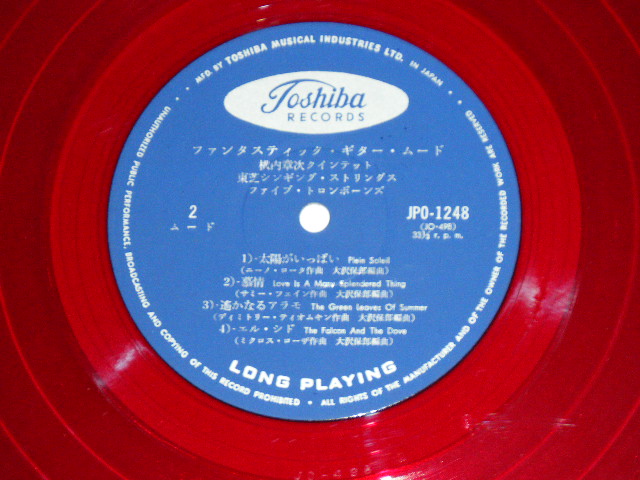 MFD. BY TOSHIBA MUSICAL INDUSTRIES LTD. IN JAPAN
Toshiba
RECORDS
ファンタスティック・ギター・ムード
横内章次クインテット
東芝シンギング・ストリングス
ファイブ・トロンボーンズ
2
ムード
JPO-1248
(JO-498)
33⅓ r. p. m.
1)-太陽がいっぱい Plein Soleil
(ニーノ・ロータ作曲 大沢保郎編曲)
2)-慕情 Love Is A Many Splendered Thing
(サミー・フェイン作曲 大沢保郎編曲)
3)-遙かなるアラモ The Green Leaves Of Summer
(ディミトリー・ティオムキン作曲 大沢保郎編曲)
4)-エル・シド The Falcon And The Dove
(ミクロス・ローザ作曲 大沢保郎編曲)
LONG PLAYING
UNAUTHORIZED PUBLIC PERFORMANCE, BROADCASTING AND COPYING OF THIS RECORD PROHIBITED • ALL RIGHTS OF THE MANUFACTURER AND OF THE OWNER OF THE RECORDED WORK ARE RESERVED